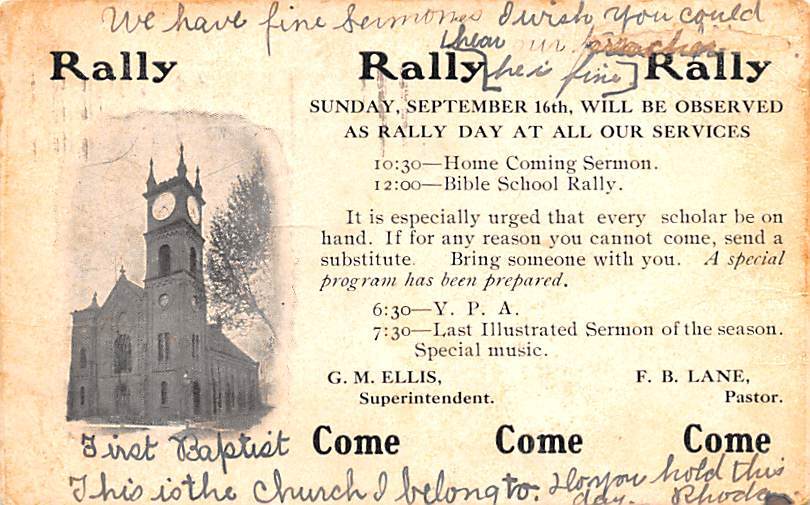 We have fine Sermones I wish you could
hear our preacher
Rally Rally [he is fine] Rally
SUNDAY, SEPTEMBER 16th, WILL BE OBSERVED
AS RALLY DAY AT ALL OUR SERVICES
10:30—Home Coming Sermon.
12:00—Bible School Rally.
It is especially urged that every scholar be on
hand. If for any reason you cannot come, send a
substitute. Bring someone with you. A special
program has been prepared.
6:30—Y. P. A.
7:30—Last Illustrated Sermon of the season.
Special music.
G. M. ELLIS, F. B. LANE,
Superintendent. Pastor.
First Baptist Come Come Come
This is the Church I belong to. Do you hold this
day. Rhoda